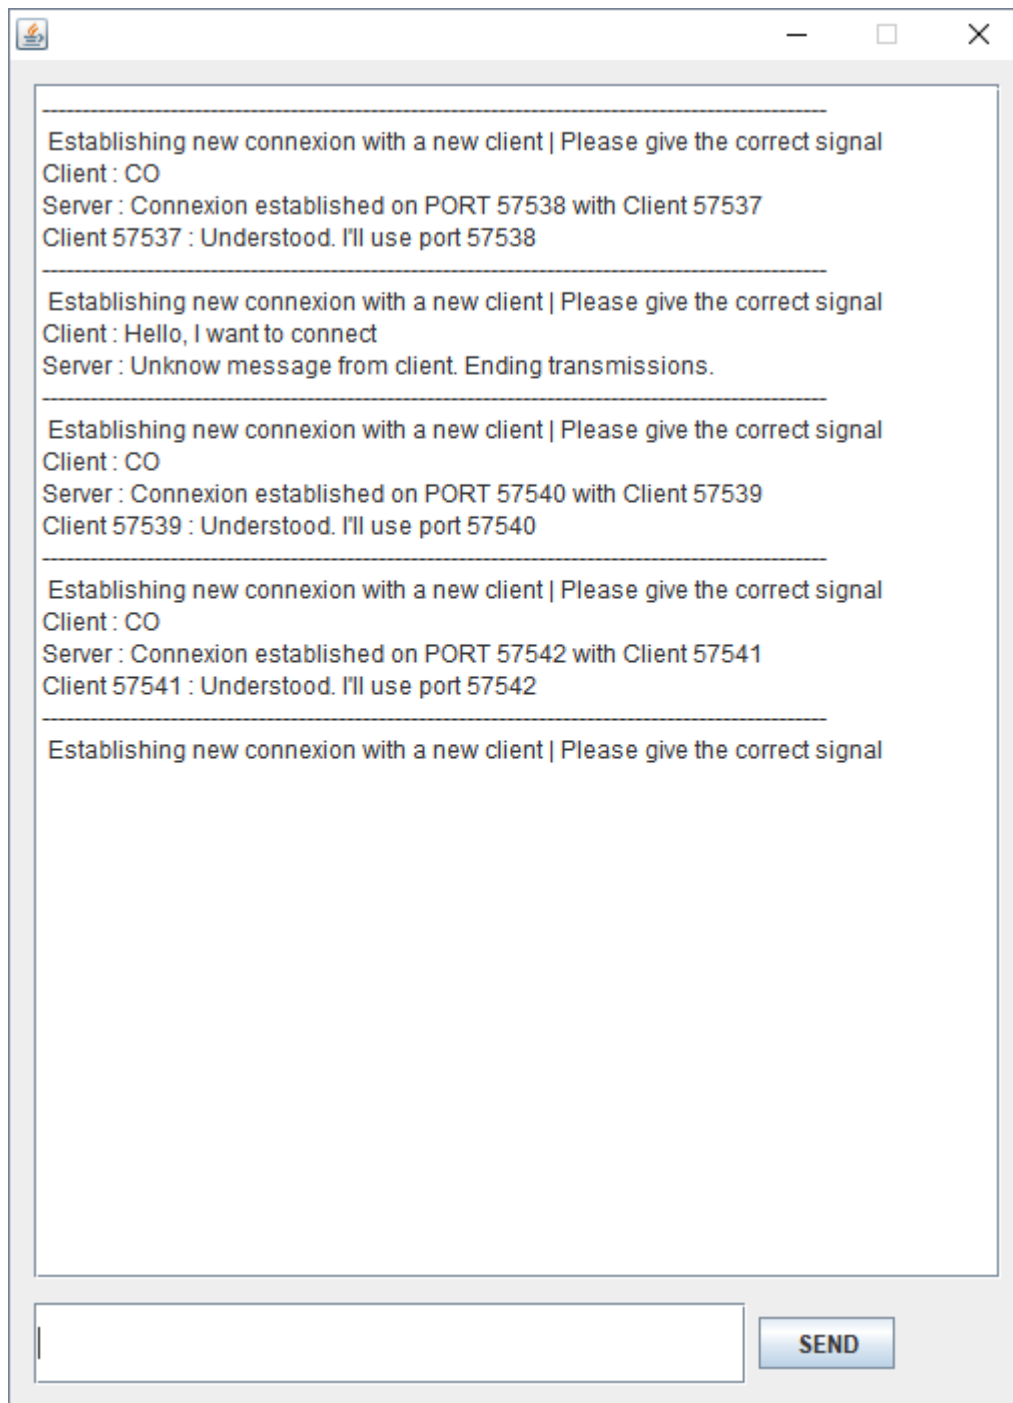 --------------------------------------------------------------------------------------------------
Establishing new connexion with a new client | Please give the correct signal
Client : CO
Server : Connexion established on PORT 57538 with Client 57537
Client 57537 : Understood. I'll use port 57538
--------------------------------------------------------------------------------------------------
Establishing new connexion with a new client | Please give the correct signal
Client : Hello, I want to connect
Server : Unknow message from client. Ending transmissions.
--------------------------------------------------------------------------------------------------
Establishing new connexion with a new client | Please give the correct signal
Client : CO
Server : Connexion established on PORT 57540 with Client 57539
Client 57539 : Understood. I'll use port 57540
--------------------------------------------------------------------------------------------------
Establishing new connexion with a new client | Please give the correct signal
Client : CO
Server : Connexion established on PORT 57542 with Client 57541
Client 57541 : Understood. I'll use port 57542
--------------------------------------------------------------------------------------------------
Establishing new connexion with a new client | Please give the correct signal
SEND